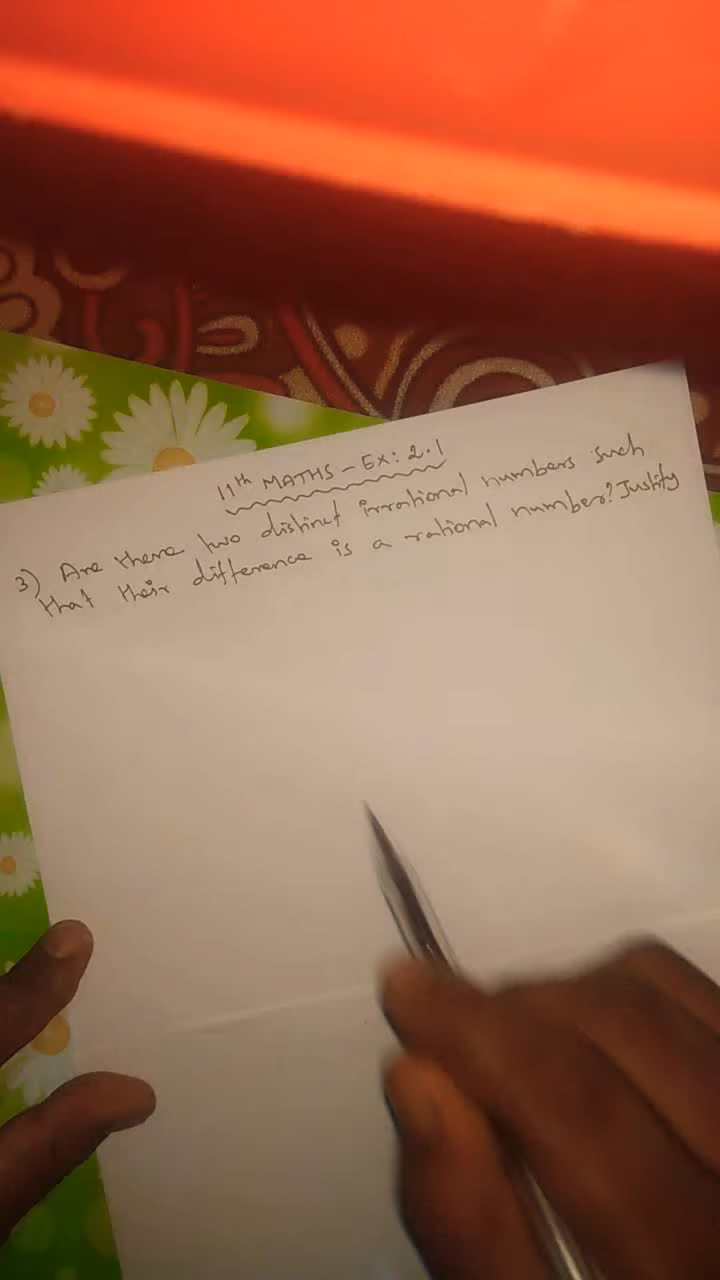 11th MATHS - EX: 2.1
3) Are there two distinct irrational numbers such
that their difference is a rational number? Justify